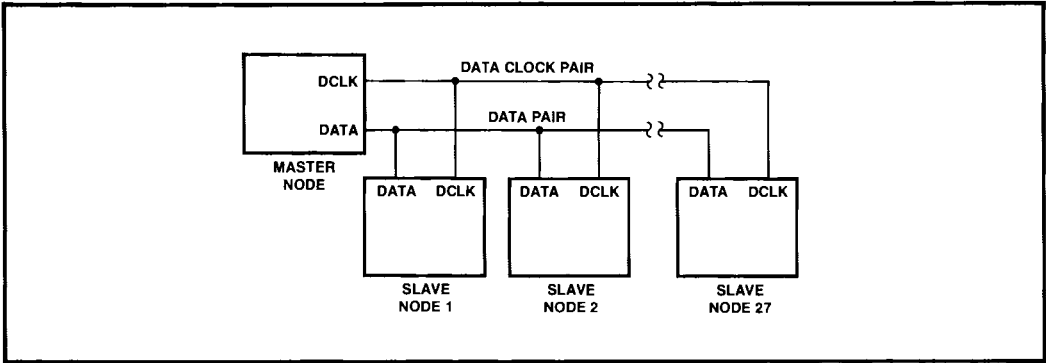 DCLK
DATA CLOCK PAIR
DATA
DATA PAIR
MASTER
NODE
DATA DCLK
DATA DCLK
DATA DCLK
SLAVE
NODE 1
SLAVE
NODE 2
SLAVE
NODE 27